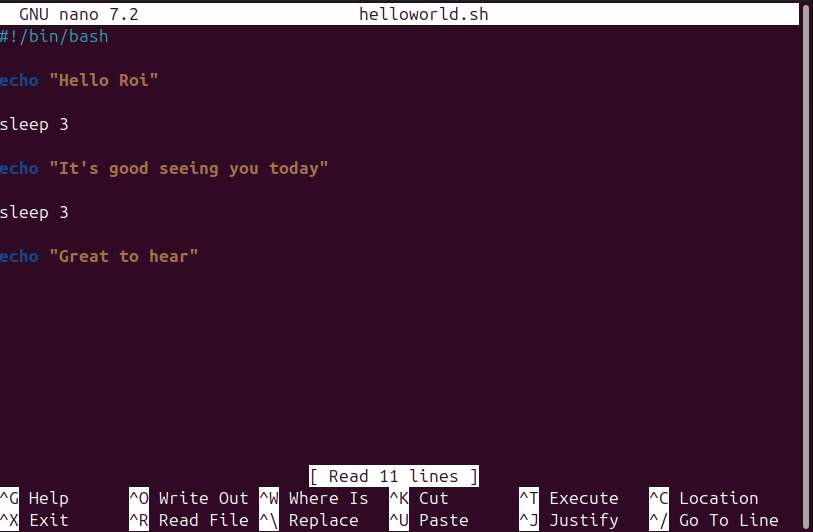 GNU nano 7.2 helloworld.sh
#!/bin/bash
echo "Hello Roi"
sleep 3
echo "It's good seeing you today"
sleep 3
echo "Great to hear"
[ Read 11 lines ]
^G Help ^O Write Out ^W Where Is ^K Cut ^T Execute ^C Location
^X Exit ^R Read File ^\ Replace ^U Paste ^J Justify ^/ Go To Line